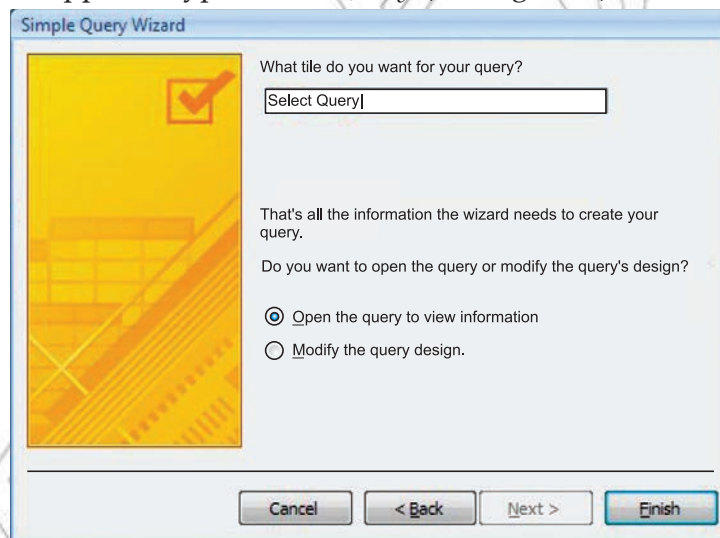 Simple Query Wizard
What tile do you want for your query?
Select Query
That's all the information the wizard needs to create your
query.
Do you want to open the query or modify the query's design?
Open the query to view information
Modify the query design.
Cancel
< Back
Next >
Finish